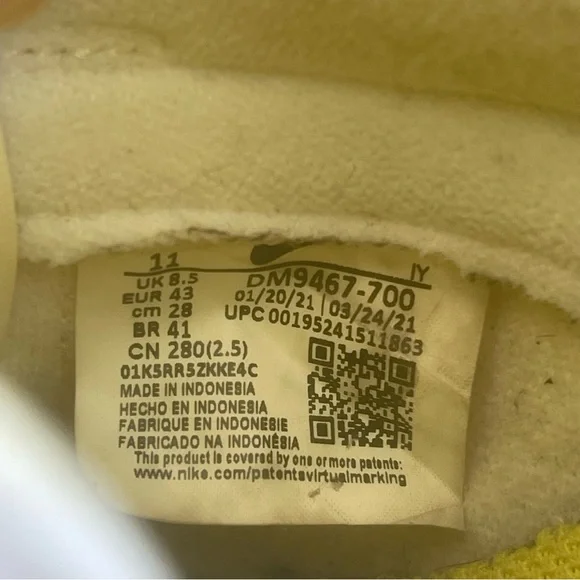 11
UK 8.5
EUR 43
cm 28
BR 41
CN 280(2.5)
01K5RR5ZKKE4C
IY
DM9467-700
01/20/21 | 03/24/21
UPC 00195241511863
MADE IN INDONESIA
HECHO EN INDONESIA
FABRIQUE EN INDONESIE
FABRICADO NA INDONÉSIA
This product is covered by one or more patents:
www.nike.com/patentsvirtualmarking